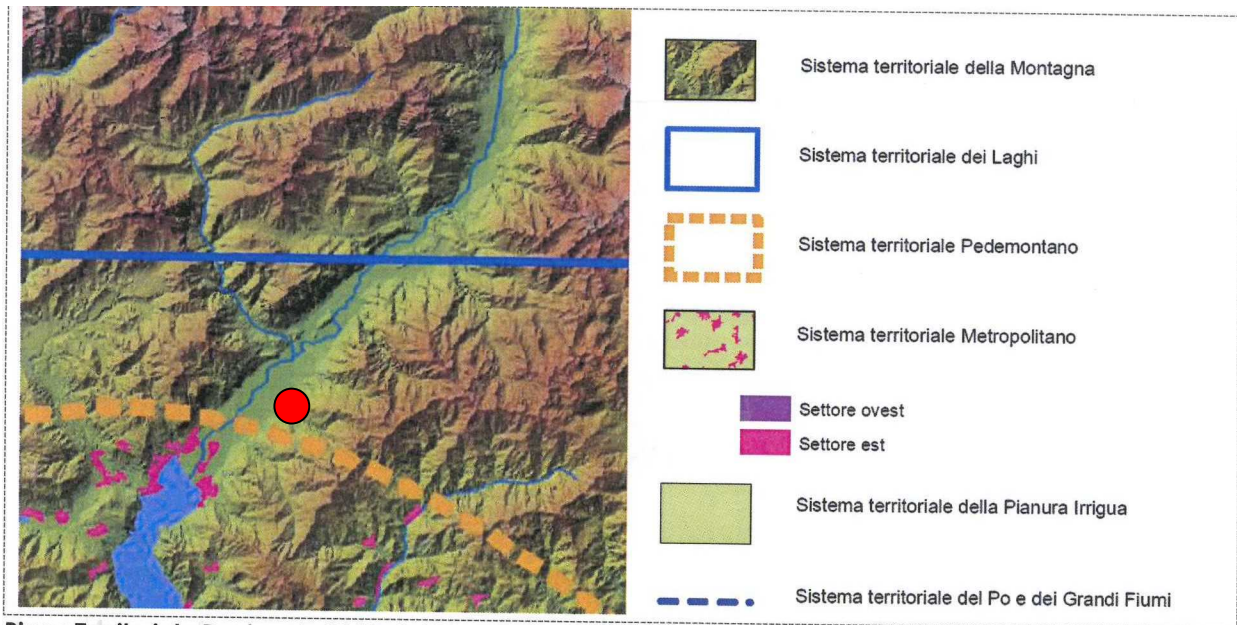 Sistema territoriale della Montagna
Sistema territoriale dei Laghi
Sistema territoriale Pedemontano
Sistema territoriale Metropolitano
Settore ovest
Settore est
Sistema territoriale della Pianura Irrigua
Sistema territoriale del Po e dei Grandi Fiumi